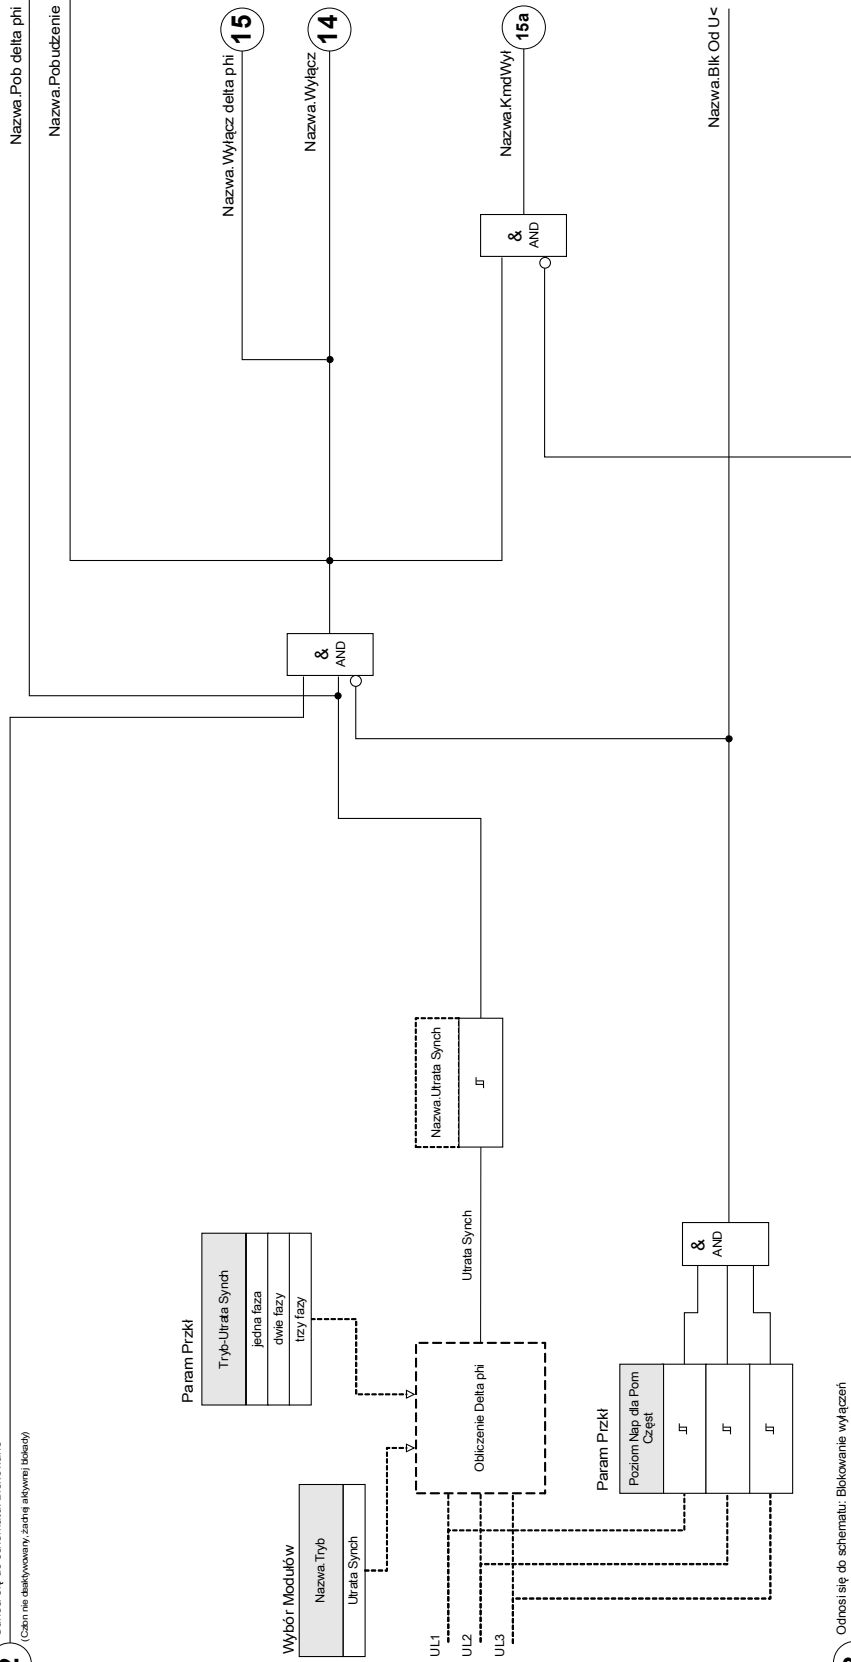 Nazwa.Pob delta phi
Nazwa.Pobudzenie
15
Nazwa.Wyłącz delta phi
14
Nazwa.Wyłącz
15a
Nazwa.KmdWył
Nazwa.Blk Od U<
&
AND
&
AND
(Człon nie deaktywowany, żadnej aktywnej blokady)
Param Przkł
Tryb-Utrata Synch
jedna faza
dwie fazy
trzy fazy
Wybór Modułów
Nazwa.Tryb
Utrata Synch
Obliczenie Delta phi
Utrata Synch
Nazwa.Utrata Synch
UL1
UL2
UL3
Param Przkł
Poziom Nap dla Pom
Częst
&
AND
Odnosi się do schematu: Blokowanie wyłączeń